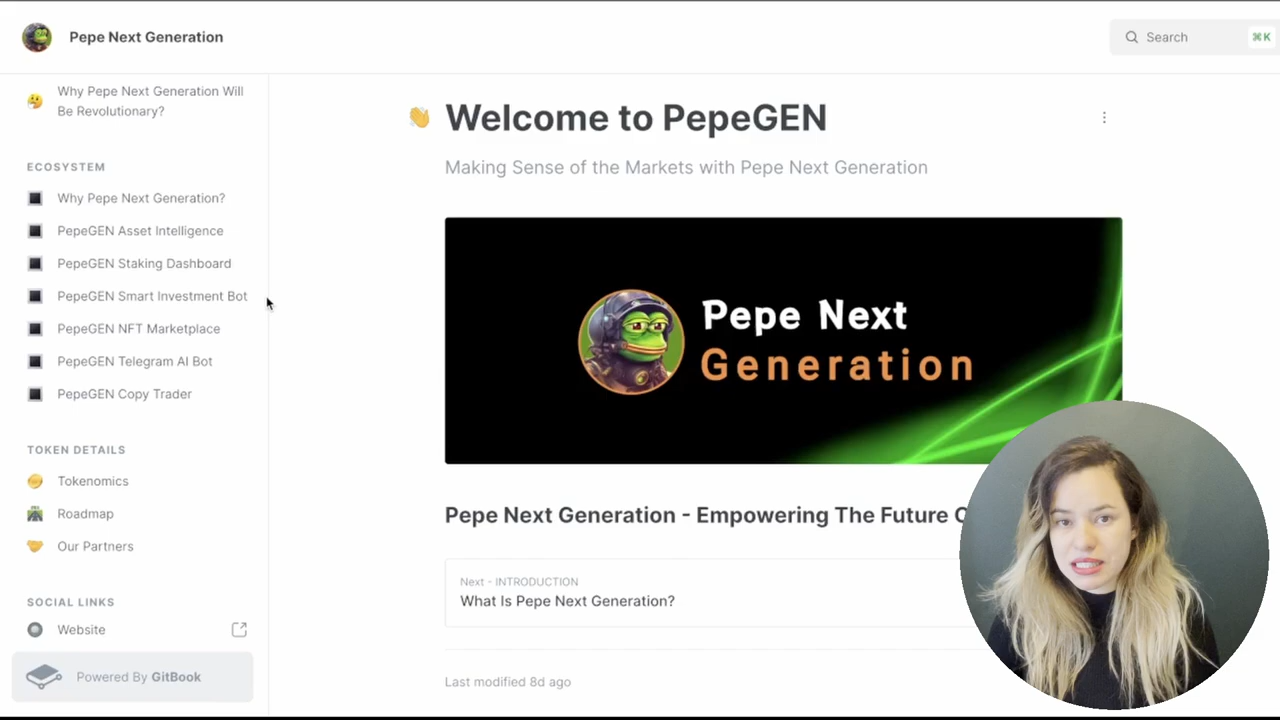 Pepe Next Generation
Search
⌘K
Why Pepe Next Generation Will
Be Revolutionary?
ECOSYSTEM
Why Pepe Next Generation?
PepeGEN Asset Intelligence
PepeGEN Staking Dashboard
PepeGEN Smart Investment Bot
PepeGEN NFT Marketplace
PepeGEN Telegram AI Bot
PepeGEN Copy Trader
TOKEN DETAILS
Tokenomics
Roadmap
Our Partners
SOCIAL LINKS
Website
Powered By GitBook
Welcome to PepeGEN
Making Sense of the Markets with Pepe Next Generation
Pepe Next
Generation
Pepe Next Generation - Empowering The Future
Next - INTRODUCTION
What Is Pepe Next Generation?
Last modified 8d ago